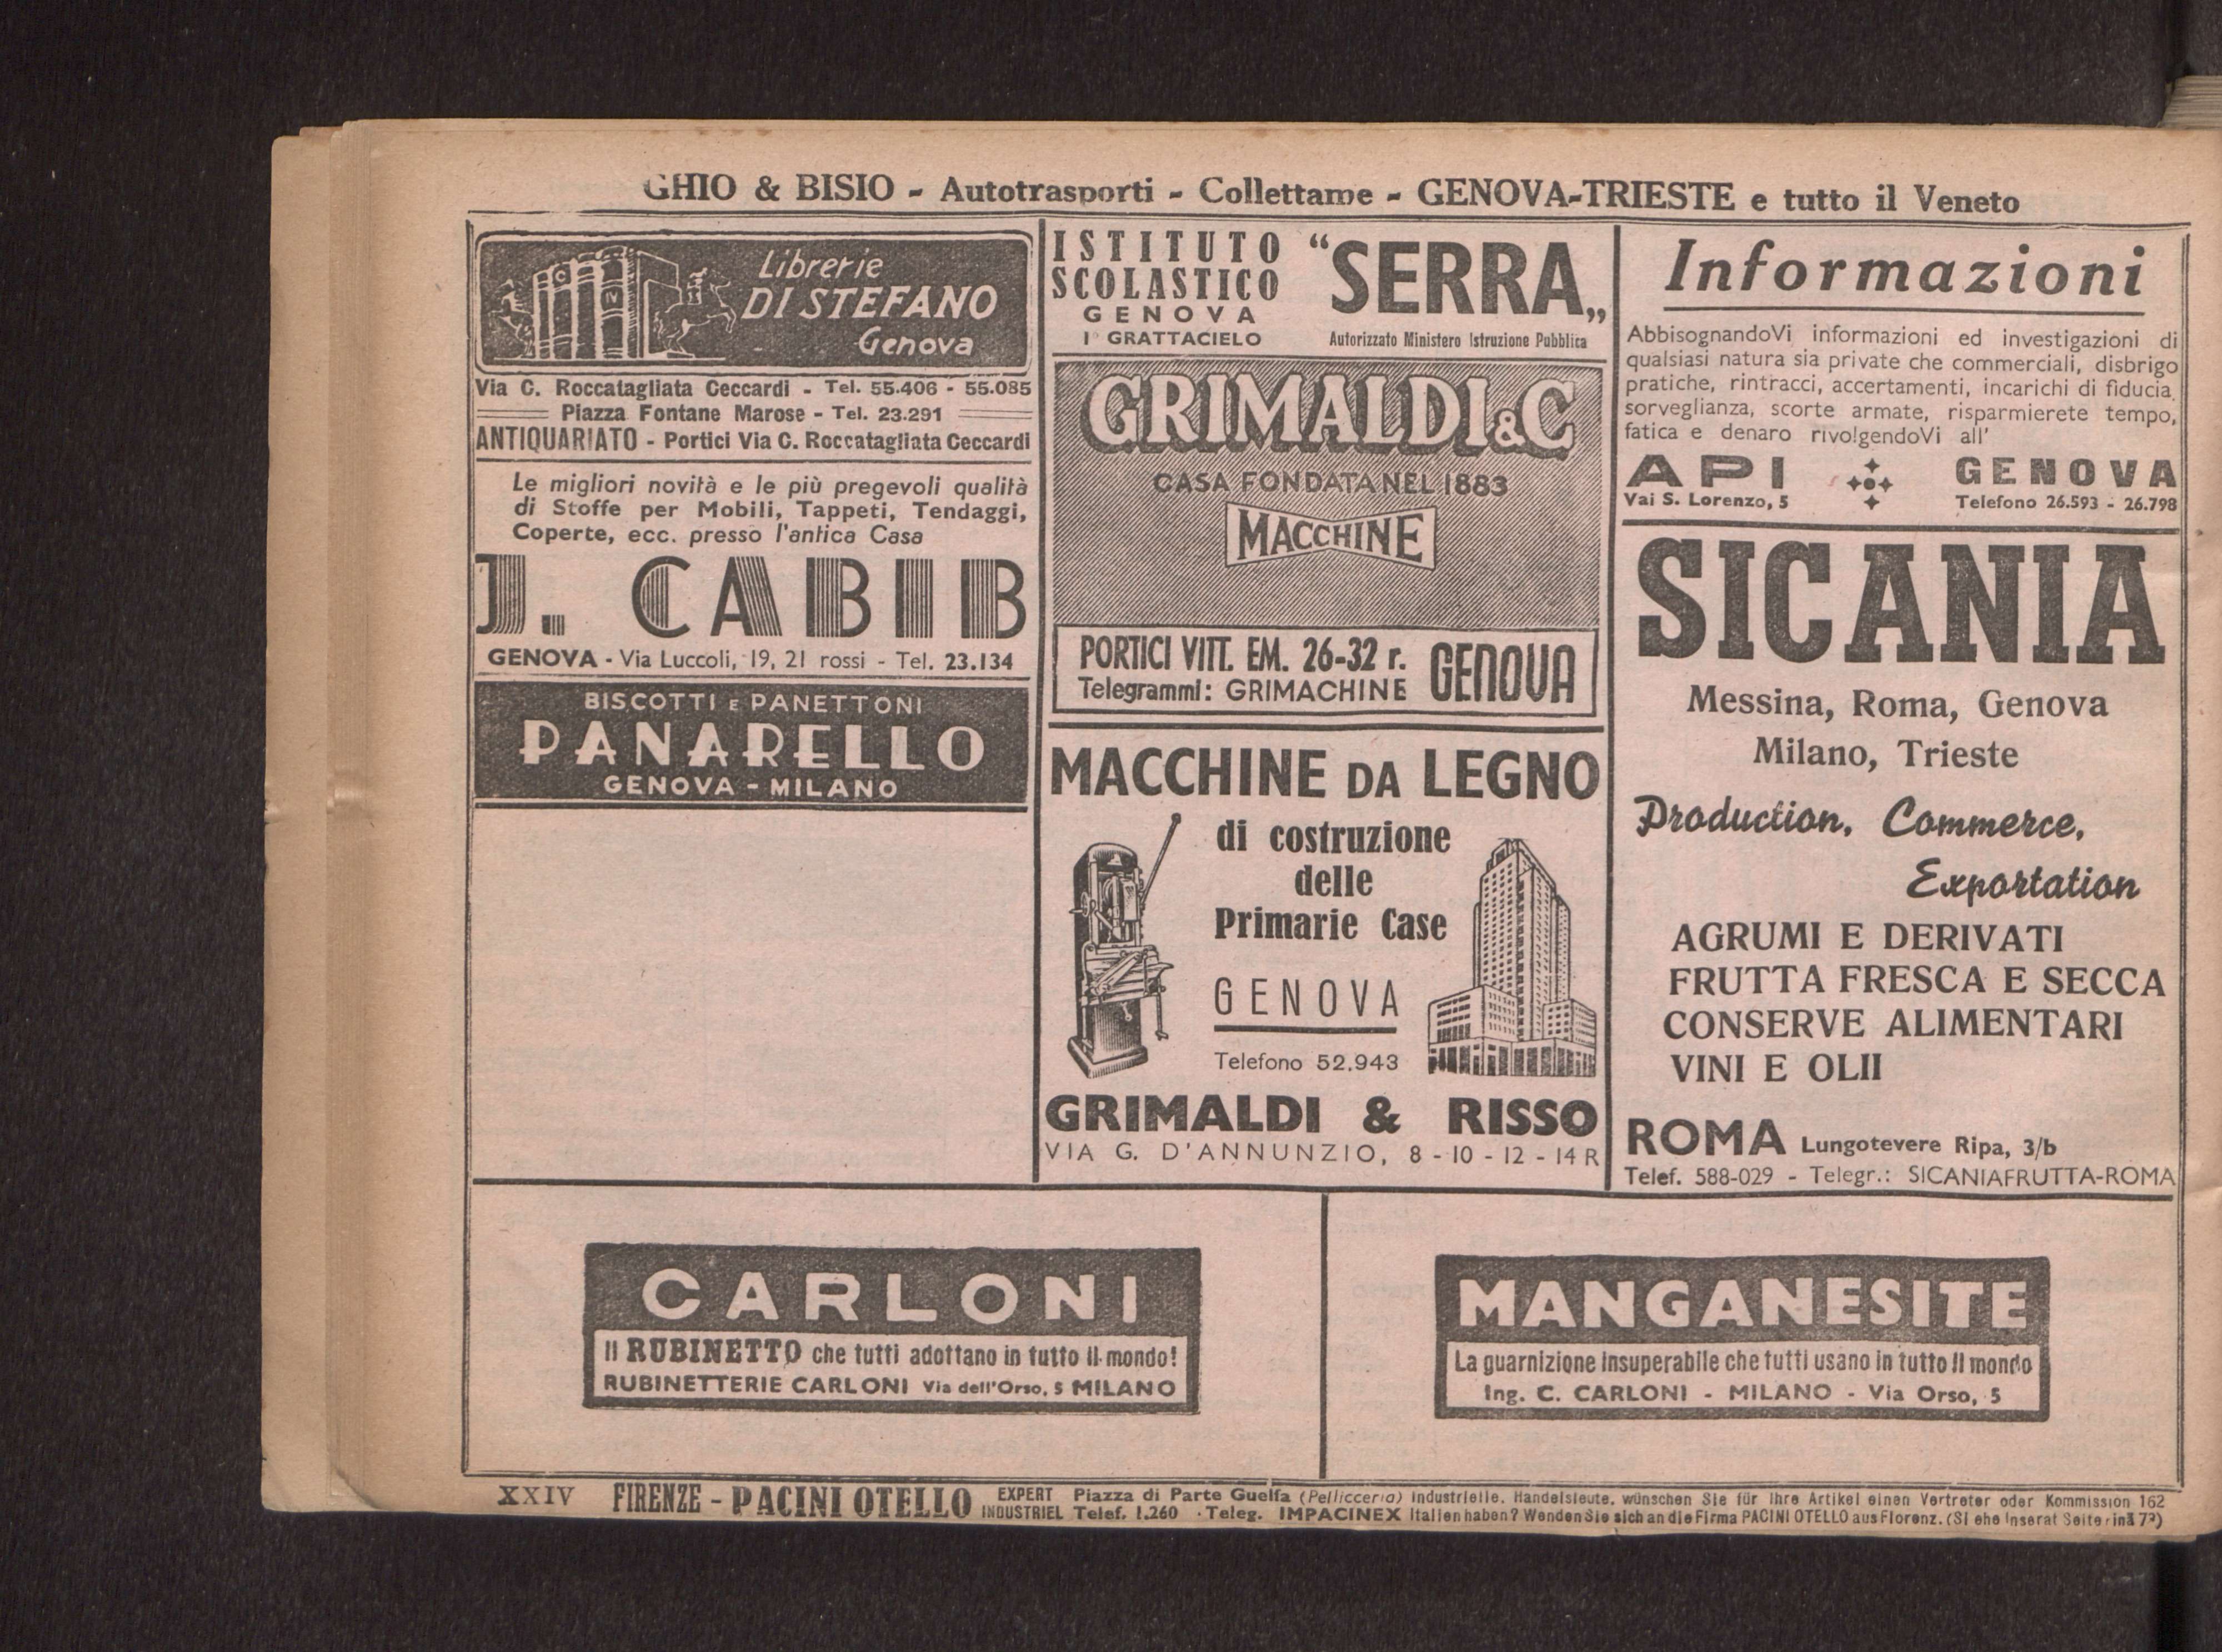 GHIO & BISIO - Autotrasporti - Collettame - GENOVA-TRIESTE e tutto il Veneto
Librerie
DI STEFANO
Genova
Via C. Roccatagliata Ceccardi - Tel. 55.406 - 55.085
Piazza Fontane Marose - Tel. 23.291
ANTIQUARIATO - Portici Via C. Roccatagliata Ceccardi
Le migliori novità e le più pregevoli qualità
di Stoffe per Mobili, Tappeti, Tendaggi,
Coperte, ecc. presso l'antica Casa
J. CABIB
GENOVA - Via Luccoli, 19, 21 rossi - Tel. 23.134
BISCOTTI E PANETTONI
PANARELLO
GENOVA - MILANO
ISTITUTO
SCOLASTICO
GENOVA
I° GRATTACIELO
“SERRA„
Autorizzato Ministero Istruzione Pubblica
GRIMALDI & C
CASA FONDATA NEL 1883
MACCHINE
PORTICI VITT. EM. 26-32 r.
Telegrammi: GRIMACHINE
GENOVA
MACCHINE DA LEGNO
di costruzione
delle
Primarie Case
GENOVA
Telefono 52.943
GRIMALDI & RISSO
VIA G. D'ANNUNZIO, 8 - 10 - 12 - 14 R
Informazioni
AbbisognandoVi informazioni ed investigazioni di
qualsiasi natura sia private che commerciali, disbrigo
pratiche, rintracci, accertamenti, incarichi di fiducia,
sorveglianza, scorte armate, risparmierete tempo,
fatica e denaro rivolgendoVi all'
API GENOVA
Vai S. Lorenzo, 5 Telefono 26.593 - 26.798
SICANIA
Messina, Roma, Genova
Milano, Trieste
Production, Commerce,
Exportation
AGRUMI E DERIVATI
FRUTTA FRESCA E SECCA
CONSERVE ALIMENTARI
VINI E OLII
ROMA Lungotevere Ripa, 3/b
Telef. 588-029 - Telegr.: SICANIAFRUTTA-ROMA
CARLONI
Il RUBINETTO che tutti adottano in tutto il mondo!
RUBINETTERIE CARLONI Via dell'Orso, 5 MILANO
MANGANESITE
La guarnizione insuperabile che tutti usano in tutto il mondo
Ing. C. CARLONI - MILANO - Via Orso, 5
XXIV FIRENZE - PACINI OTELLO
EXPERT
INDUSTRIEL
Piazza di Parte Guelfa (Pellicceria) Industrielle, Handelsleute, wünschen Sie für Ihre Artikel einen Vertreter oder Kommission 162
Telef. 1.260 - Teleg. IMPACINEX Italien haben? Wenden Sie sich an die Firma PACINI OTELLO aus Florenz. (Si ehe Inserat